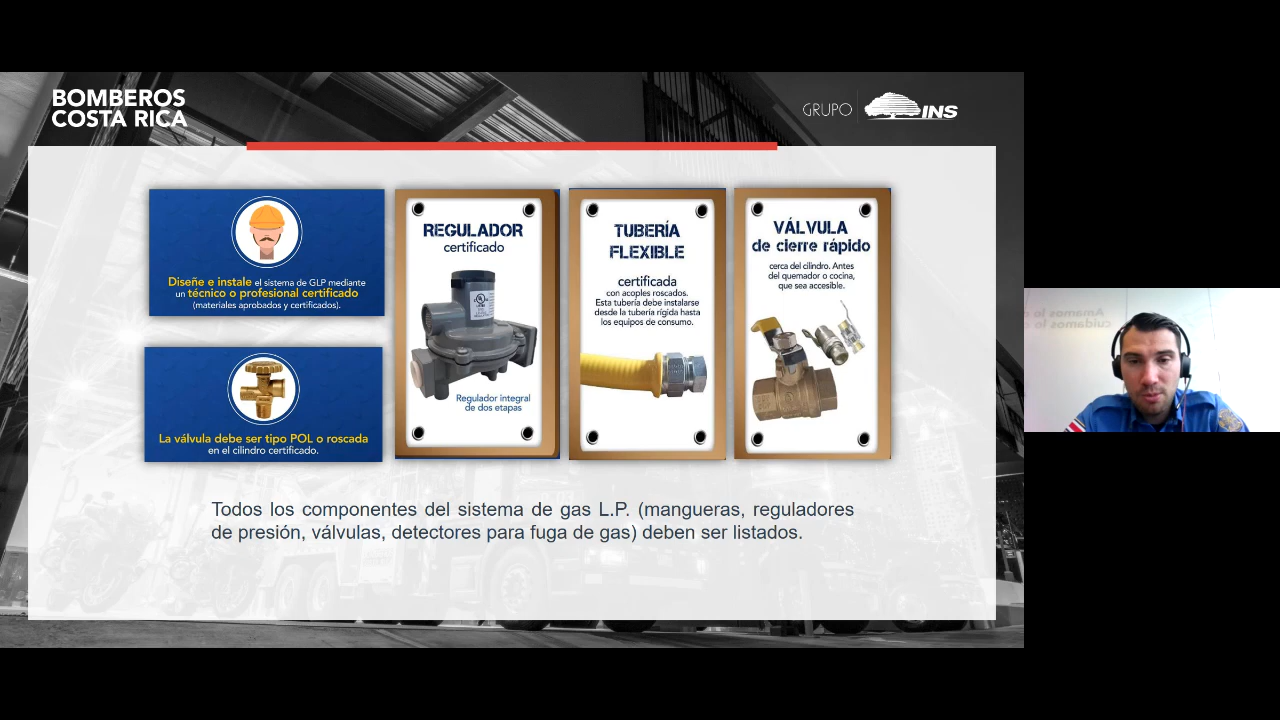 BOMBEROS
COSTA RICA
GRUPO
INS
Diseñe e instale el sistema de GLP mediante
un técnico o profesional certificado
(materiales aprobados y certificados).
La válvula debe ser tipo POL o roscada
en el cilindro certificado.
REGULADOR
certificado
Regulador integral
de dos etapas
TUBERÍA
FLEXIBLE
certificada
con acoples roscados.
Esta tubería debe instalarse
desde la tubería rígida hasta
los equipos de consumo.
VÁLVULA
de cierre rápido
cerca del cilindro. Antes
del quemador o cocina,
que sea accesible.
Todos los componentes del sistema de gas L.P. (mangueras, reguladores
de presión, válvulas, detectores para fuga de gas) deben ser listados.
Amamos lo
cuidamos lo